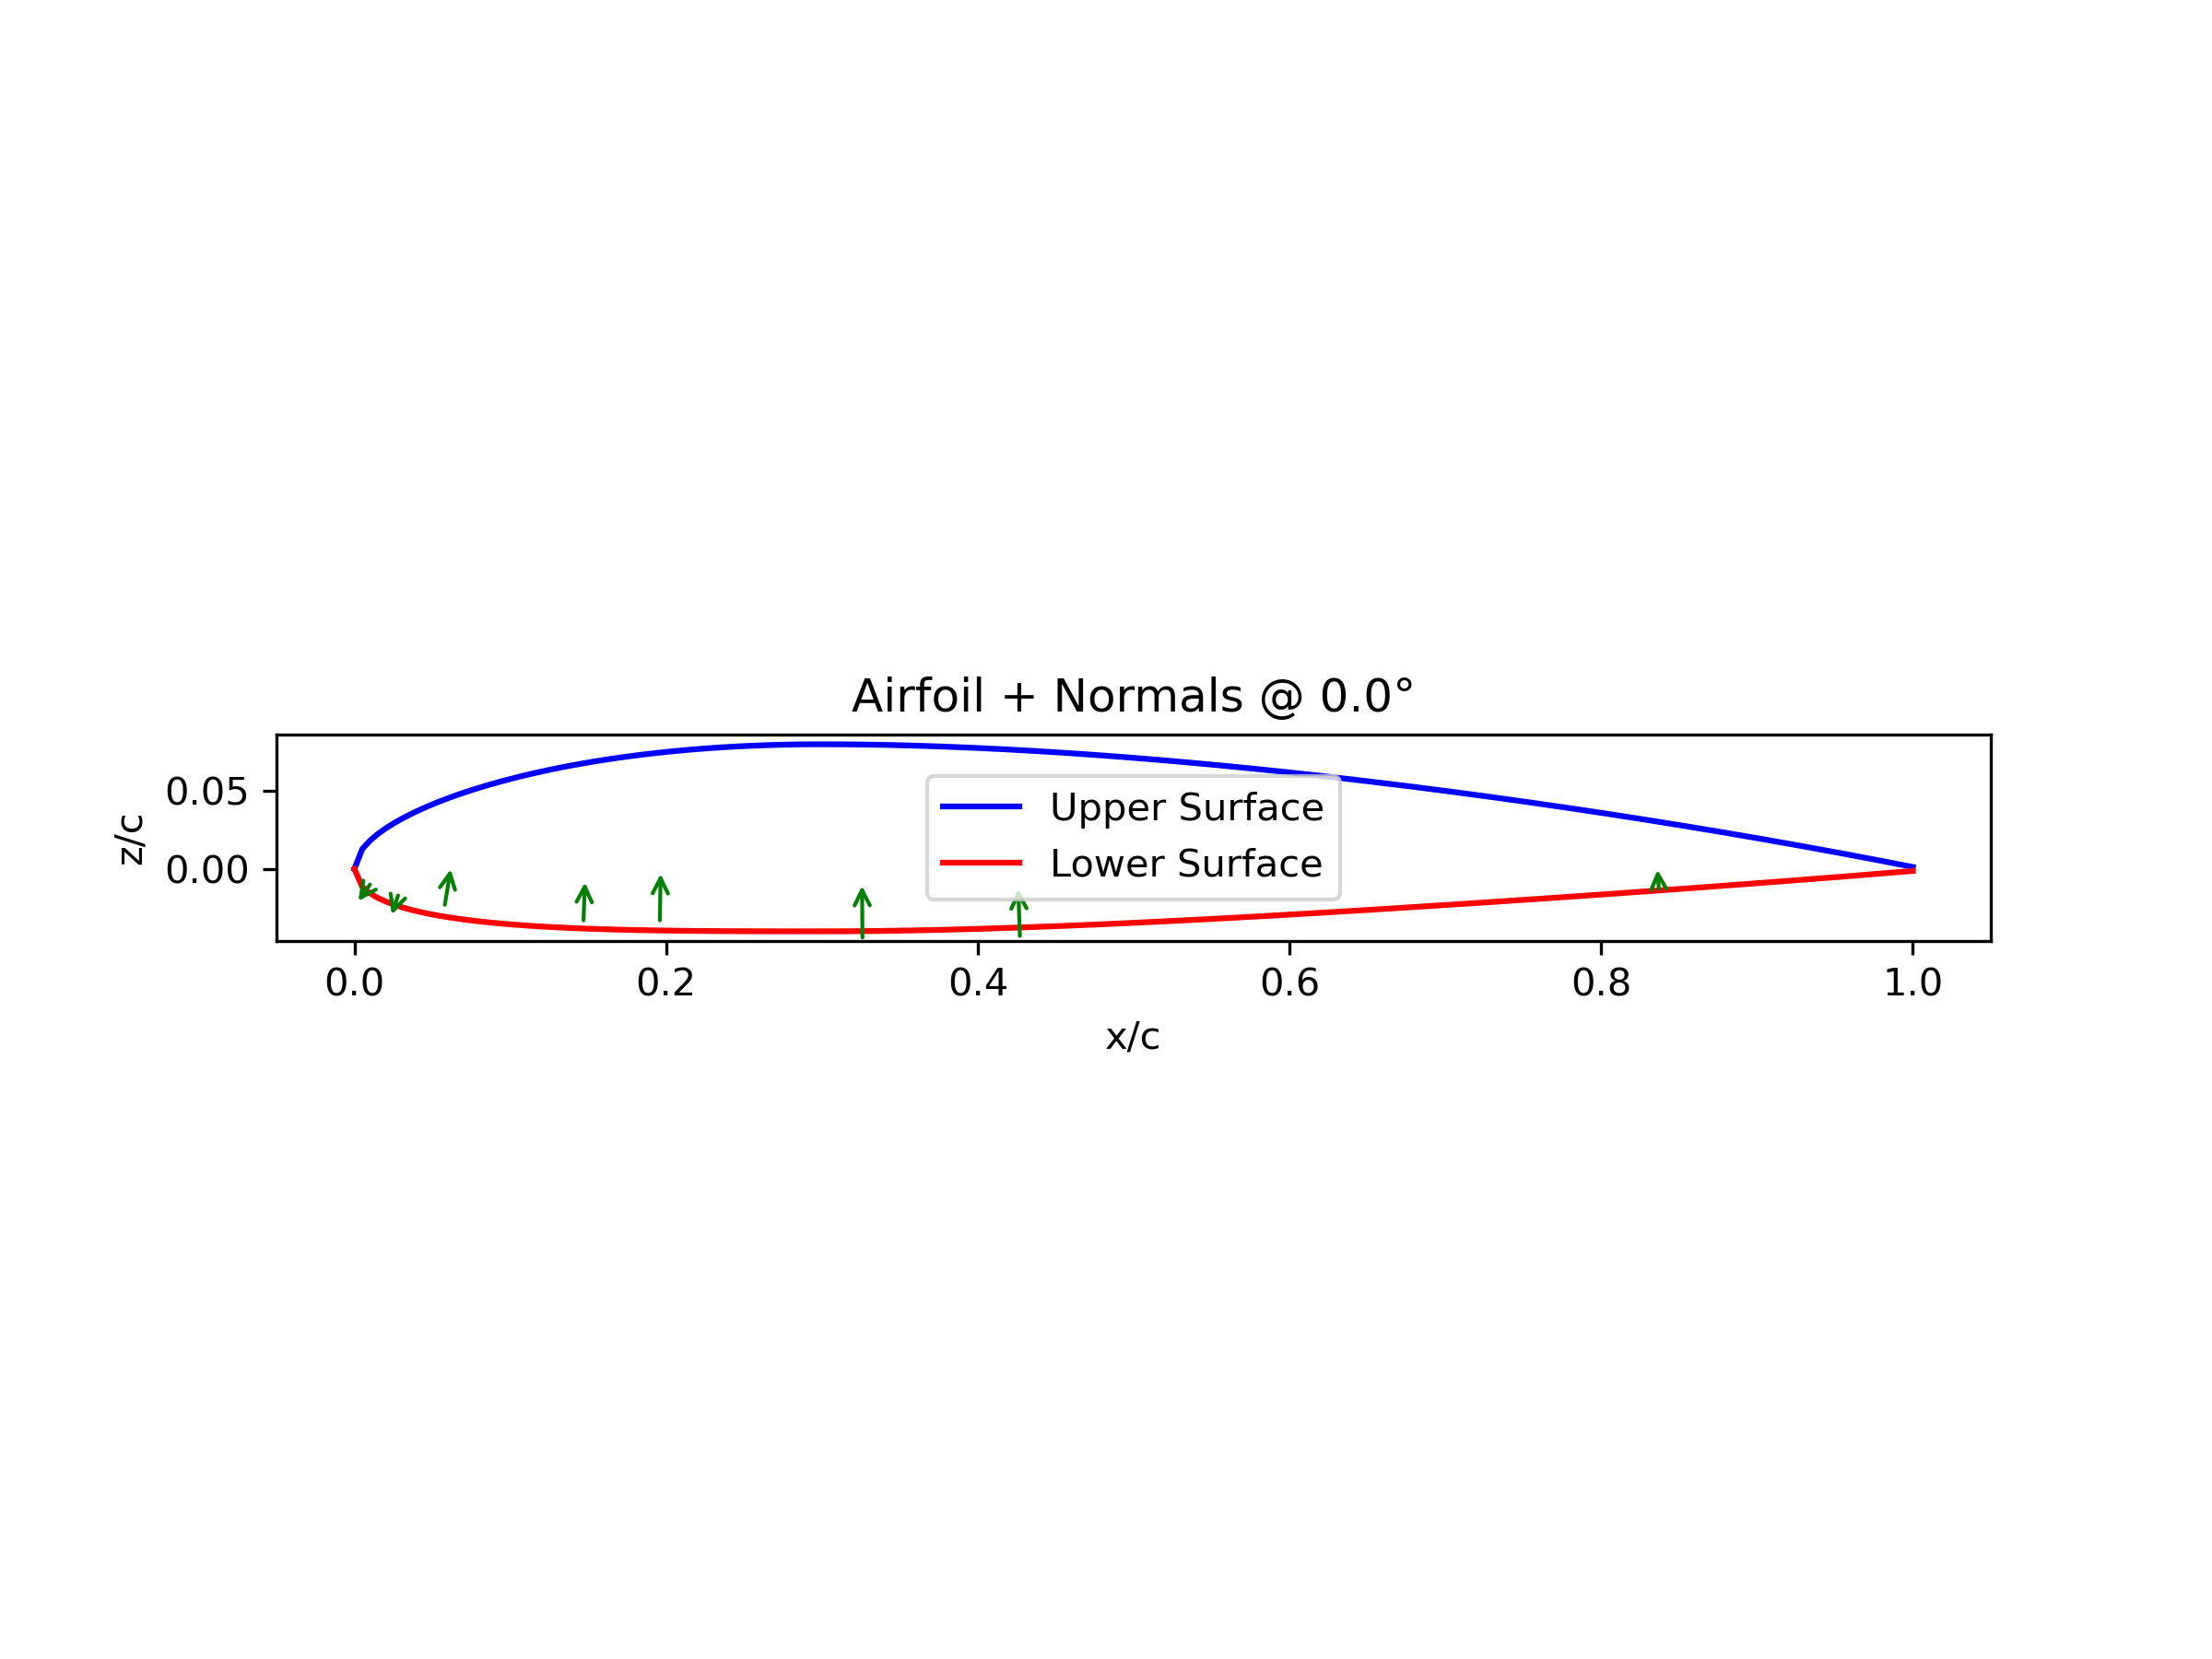 Airfoil + Normals @ 0.0°
z/c
0.05
0.00
Upper Surface
Lower Surface
0.0 0.2 0.4 0.6 0.8 1.0
x/c